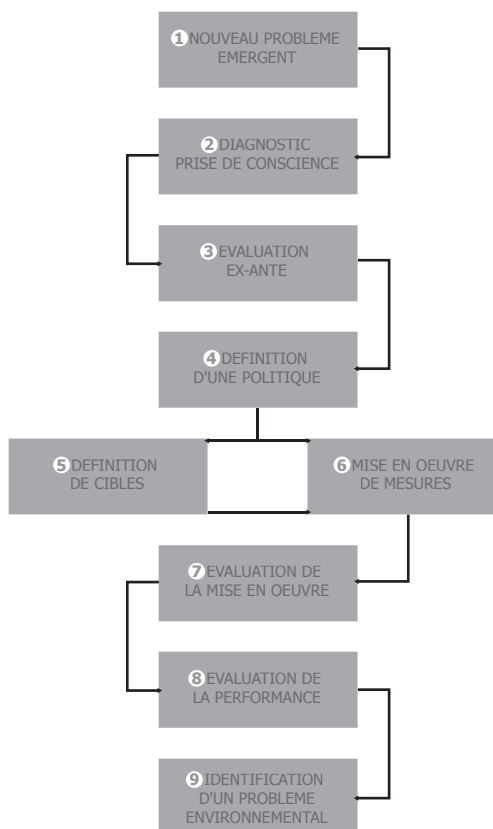 1 NOUVEAU PROBLEME
EMERGENT
2 DIAGNOSTIC
PRISE DE CONSCIENCE
3 EVALUATION
EX-ANTE
4 DEFINITION
D'UNE POLITIQUE
5 DEFINITION
DE CIBLES
6 MISE EN OEUVRE
DE MESURES
7 EVALUATION DE
LA MISE EN OEUVRE
8 EVALUATION DE
LA PERFORMANCE
9 IDENTIFICATION
D'UN PROBLEME
ENVIRONNEMENTAL